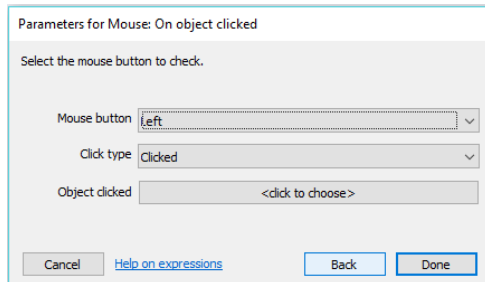 Parameters for Mouse: On object clicked
Select the mouse button to check.
Mouse button Left
Click type Clicked
Object clicked <click to choose>
Cancel Help on expressions Back Done